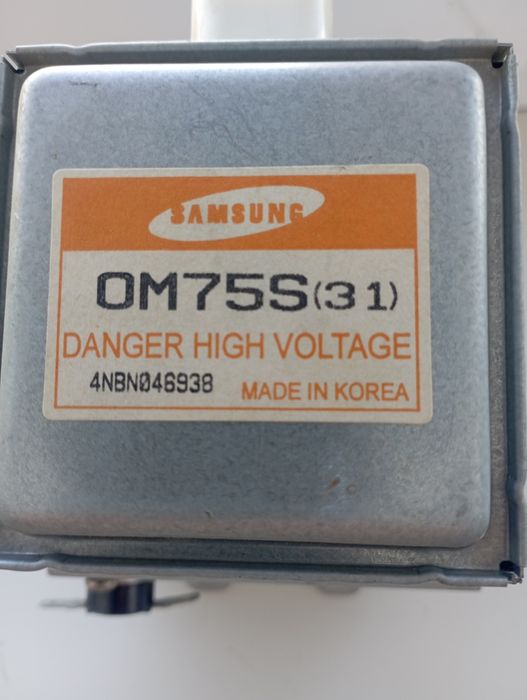 SAMSUNG
OM75S(31)
DANGER HIGH VOLTAGE
4NBN046938
MADE IN KOREA